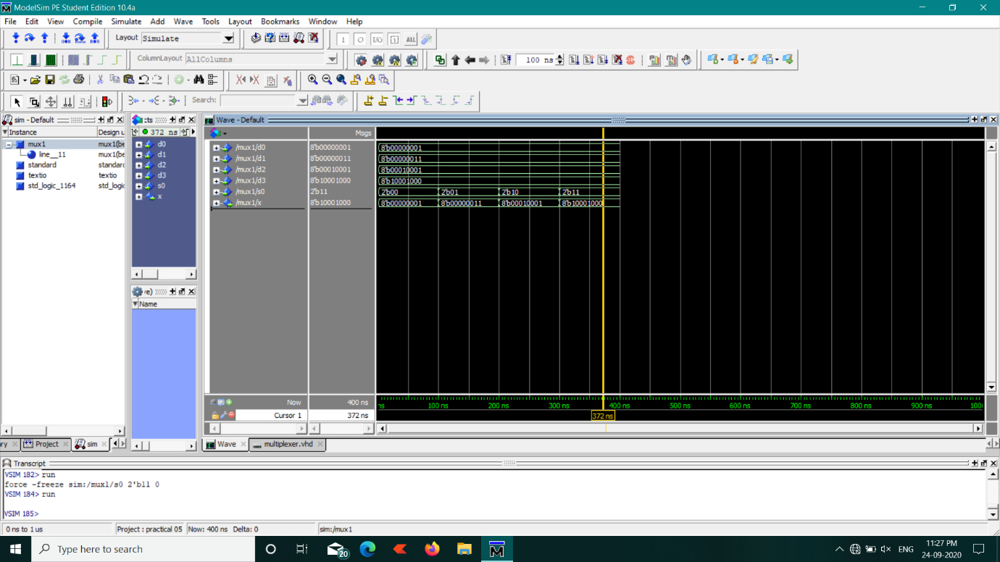 ModelSim PE Student Edition 10.4a
File Edit View Compile Simulate Add Wave Tools Layout Bookmarks Window Help
Layout Simulate
ALL
ColumnLayout AllColumns
100 ns
Search:
sim - Default
Instance Design u
mux1 mux1(be
line__11 mux1(be
standard standard
textio textio
std_logic_1164 std_logi
cts
372 ns
d0
d1
d2
d3
s0
x
Name
Wave - Default
Msgs
/mux1/d0 8'b00000001 8'b00000001
/mux1/d1 8'b00000011 8'b00000011
/mux1/d2 8'b00010001 8'b00010001
/mux1/d3 8'b10001000 8'b10001000
/mux1/s0 2'b11 2'b00 2'b01 2'b10 2'b11
/mux1/x 8'b10001000 8'b00000001 8'b00000011 8'b00010001 8'b10001000
Now 400 ns ns 100 ns 200 ns 300 ns 400 ns 500 ns 600 ns 700 ns 800 ns 900 ns 1000
Cursor 1 372 ns 372 ns
ry Project sim Wave multiplexer.vhd
Transcript
VSIM 182> run
force -freeze sim:/mux1/s0 2'b11 0
VSIM 184> run
VSIM 185>
0 ns to 1 us Project : practical 05 Now: 400 ns Delta: 0 sim:/mux1
Type here to search 20 ENG 11:27 PM
24-09-2020